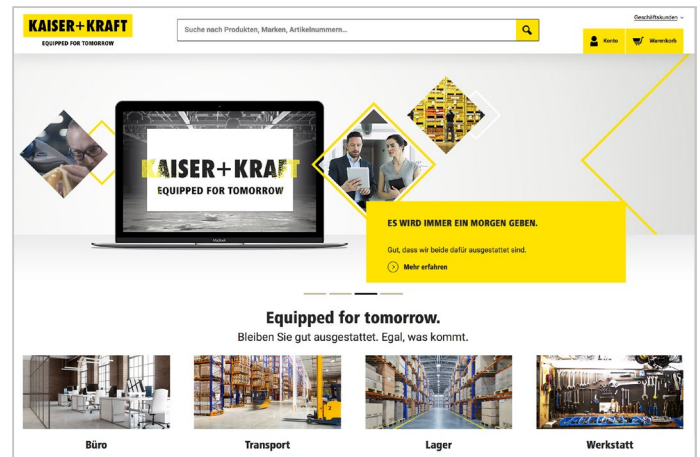 KAISER+KRAFT
EQUIPPED FOR TOMORROW
Suche nach Produkten, Marken, Artikelnummern...
Geschäftskunden
Konto
Warenkorb
KAISER+KRAFT
EQUIPPED FOR TOMORROW
MacBook
ES WIRD IMMER EIN MORGEN GEBEN.
Gut, dass wir beide dafür ausgestattet sind.
Mehr erfahren
Equipped for tomorrow.
Bleiben Sie gut ausgestattet. Egal, was kommt.
Büro
Transport
Lager
Werkstatt